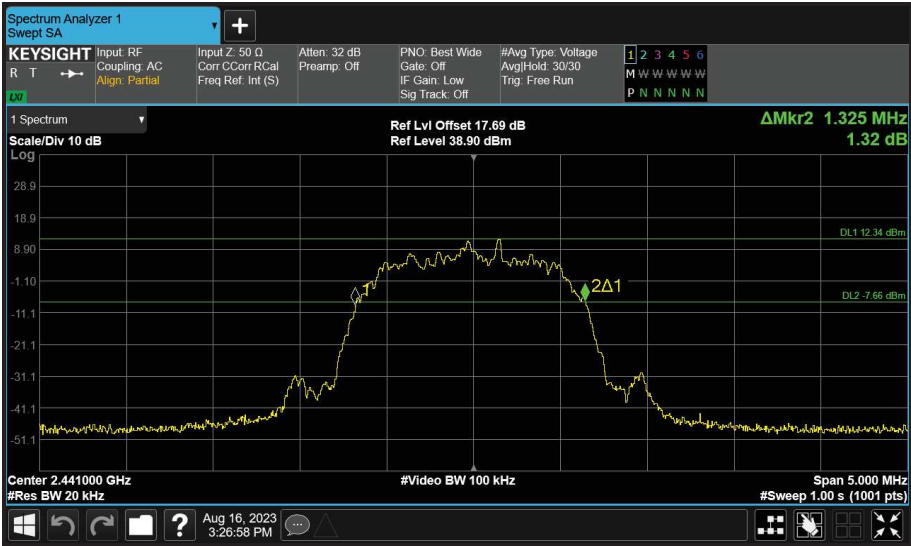 Spectrum Analyzer 1
Swept SA
+
KEYSIGHT
R T
LXI
Input: RF
Coupling: AC
Align: Partial
Input Z: 50 Ω
Corr CCorr RCal
Freq Ref: Int (S)
Atten: 32 dB
Preamp: Off
PNO: Best Wide
Gate: Off
IF Gain: Low
Sig Track: Off
#Avg Type: Voltage
Avg|Hold: 30/30
Trig: Free Run
1 2 3 4 5 6
M W W W W W
P N N N N N
1 Spectrum
Scale/Div 10 dB
Ref Lvl Offset 17.69 dB
Ref Level 38.90 dBm
ΔMkr2 1.325 MHz
1.32 dB
Log
28.9
18.9
DL1 12.34 dBm
8.90
-1.10
1
2Δ1
DL2 -7.66 dBm
-11.1
-21.1
-31.1
-41.1
-51.1
Center 2.441000 GHz
#Video BW 100 kHz
Span 5.000 MHz
#Res BW 20 kHz
#Sweep 1.00 s (1001 pts)
?
Aug 16, 2023
3:26:58 PM